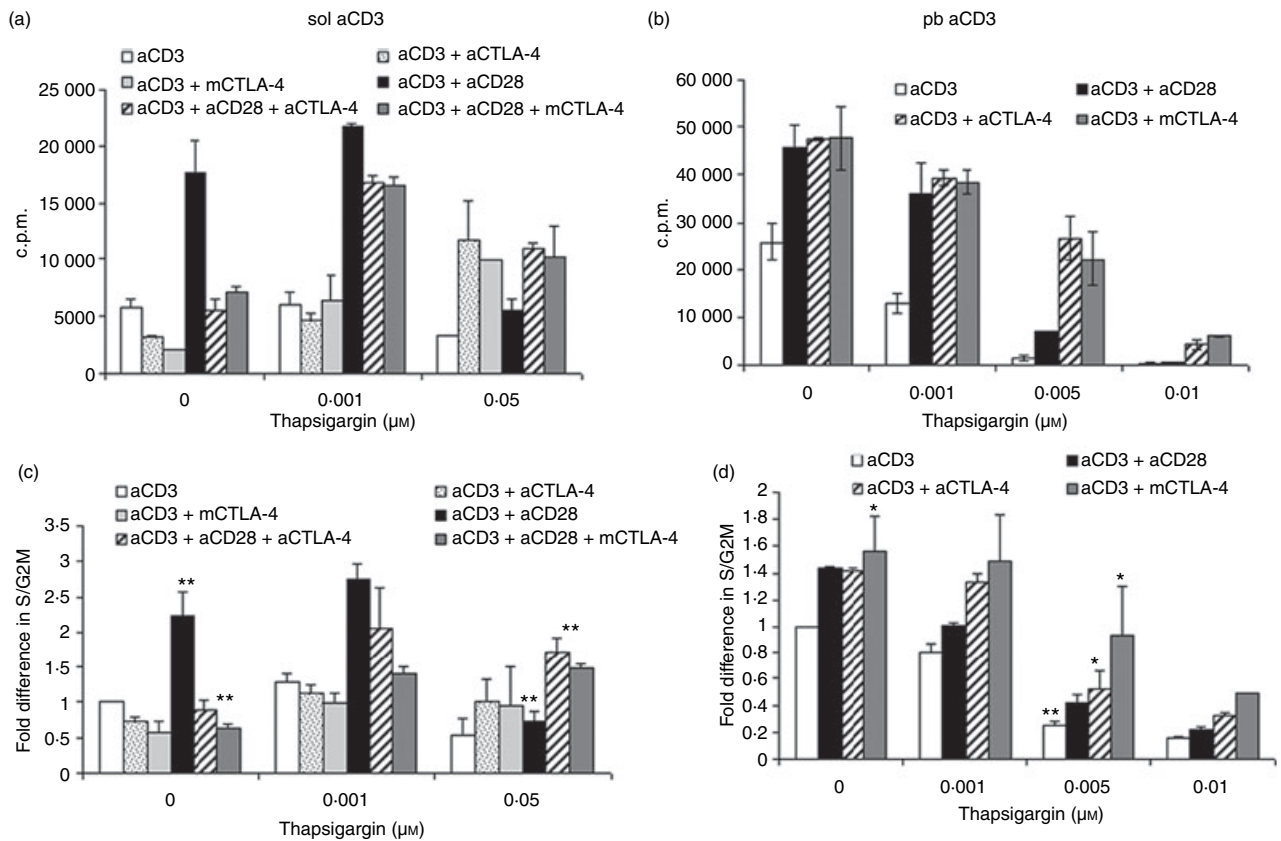 (a)
sol aCD3
aCD3
aCD3 + aCTLA-4
aCD3 + mCTLA-4
aCD3 + aCD28
aCD3 + aCD28 + aCTLA-4
aCD3 + aCD28 + mCTLA-4
25 000
20 000
15 000
10 000
5000
0
c.p.m.
0 0·001 0·05
Thapsigargin (μM)
(b)
pb aCD3
aCD3
aCD3 + aCD28
aCD3 + aCTLA-4
aCD3 + mCTLA-4
60 000
50 000
40 000
30 000
20 000
10 000
0
c.p.m.
0 0·001 0·005 0·01
Thapsigargin (μM)
(c)
aCD3
aCD3 + aCTLA-4
aCD3 + mCTLA-4
aCD3 + aCD28
aCD3 + aCD28 + aCTLA-4
aCD3 + aCD28 + mCTLA-4
3·5
3
2·5
2
1·5
1
0·5
0
Fold difference in S/G2M
**
**
**
**
0 0·001 0·05
Thapsigargin (μM)
(d)
aCD3
aCD3 + aCD28
aCD3 + aCTLA-4
aCD3 + mCTLA-4
2
1·8
1·6
1·4
1·2
1
0·8
0·6
0·4
0·2
0
Fold difference in S/G2M
*
**
*
*
0 0·001 0·005 0·01
Thapsigargin (μM)